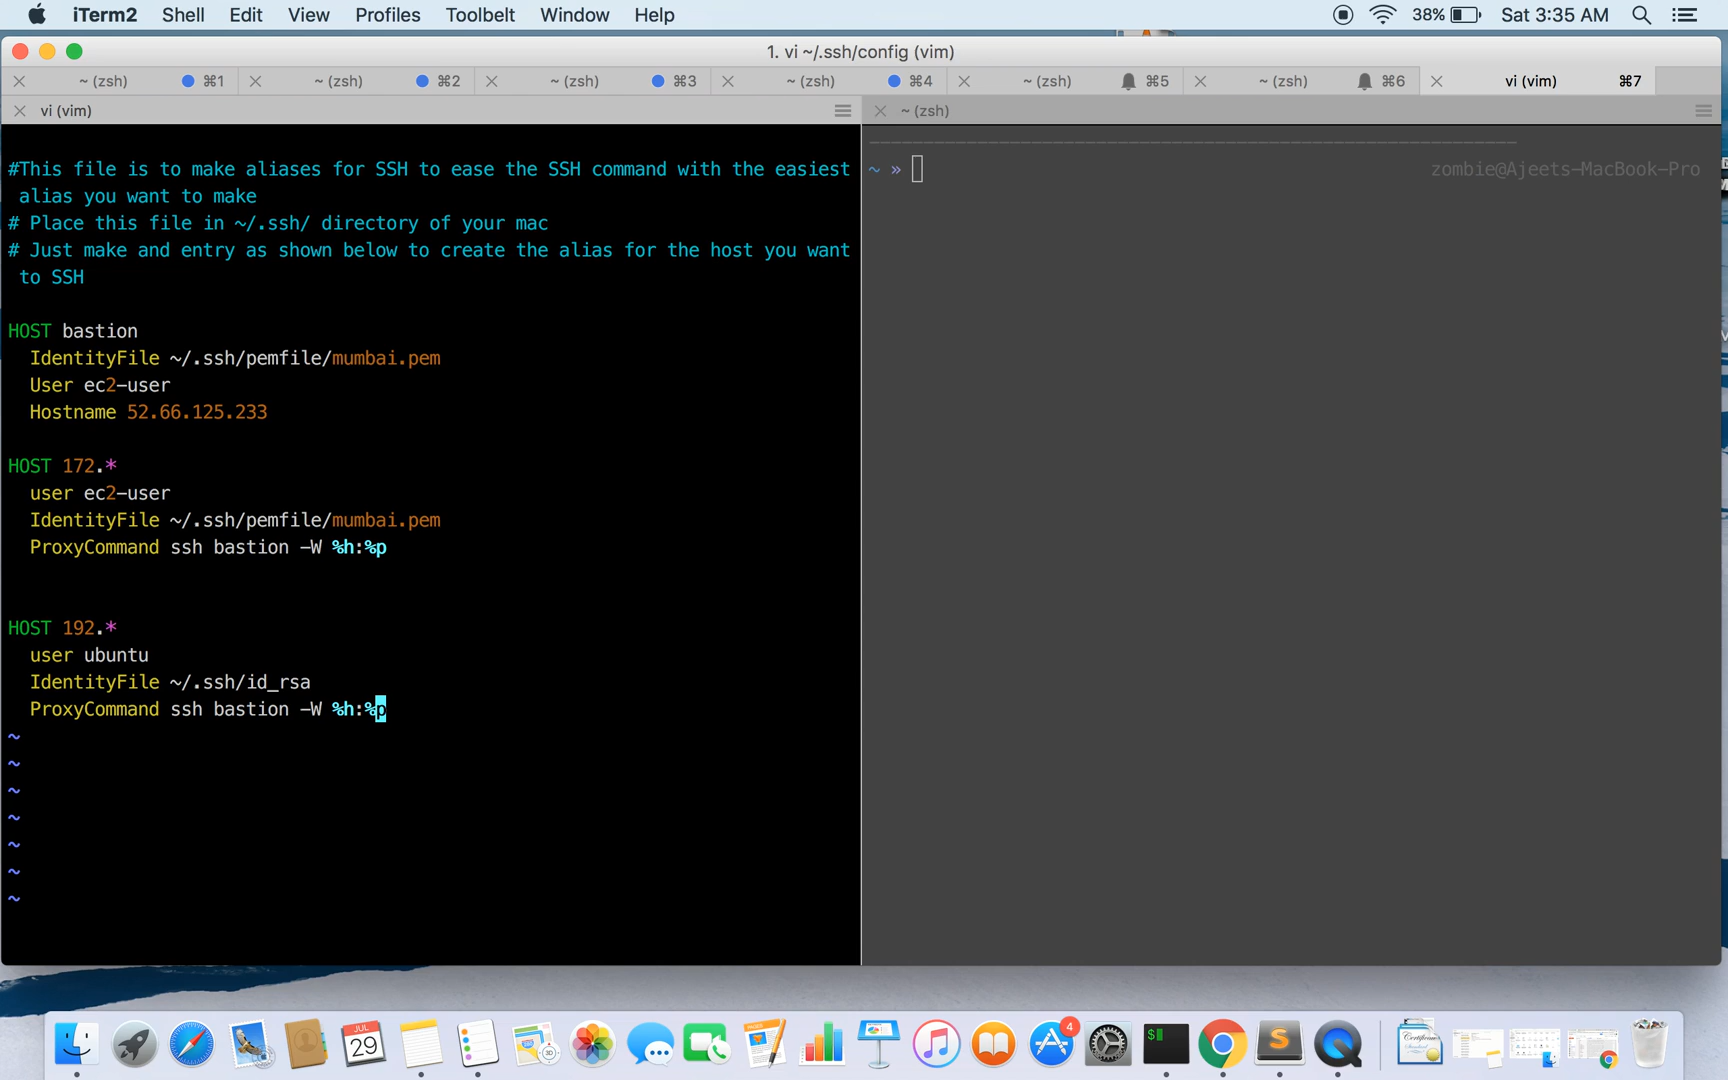 iTerm2 Shell Edit View Profiles Toolbelt Window Help 38% Sat 3:35 AM
1. vi ~/.ssh/config (vim)
~ (zsh) ⌘1 ~ (zsh) ⌘2 ~ (zsh) ⌘3 ~ (zsh) ⌘4 ~ (zsh) ⌘5 ~ (zsh) ⌘6 vi (vim) ⌘7
vi (vim)
~ (zsh)
#This file is to make aliases for SSH to ease the SSH command with the easiest
alias you want to make
# Place this file in ~/.ssh/ directory of your mac
# Just make and entry as shown below to create the alias for the host you want
to SSH
HOST bastion
IdentityFile ~/.ssh/pemfile/mumbai.pem
User ec2-user
Hostname 52.66.125.233
HOST 172.*
user ec2-user
IdentityFile ~/.ssh/pemfile/mumbai.pem
ProxyCommand ssh bastion -W %h:%p
HOST 192.*
user ubuntu
IdentityFile ~/.ssh/id_rsa
ProxyCommand ssh bastion -W %h:%p
~
~
~
~
~
~
~
~ » zombie@Ajeets-MacBook-Pro
JUL
29
3D
PAGES
4
$
S